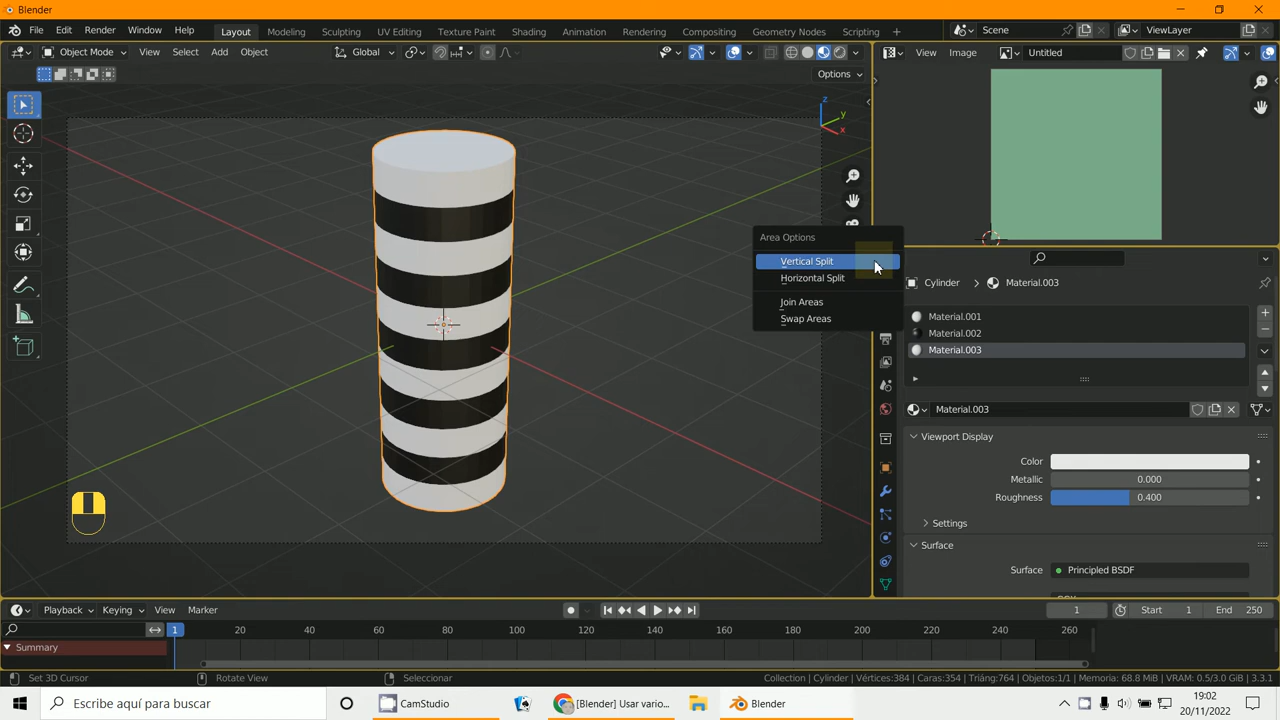 Blender
File Edit Render Window Help Layout Modeling Sculpting UV Editing Texture Paint Shading Animation Rendering Compositing Geometry Nodes Scripting + Scene ViewLayer
Object Mode View Select Add Object Global View Image Untitled
Options
z
y
x
Area Options
Vertical Split
Horizontal Split
Join Areas
Swap Areas
Cylinder > Material.003
Material.001
Material.002
Material.003
Material.003
Viewport Display
Color
Metallic 0.000
Roughness 0.400
Settings
Surface
Surface Principled BSDF
Playback Keying View Marker 1 Start 1 End 250
1 20 40 60 80 100 120 140 160 180 200 220 240 260
Summary
Set 3D Cursor Rotate View Seleccionar Collection | Cylinder | Vértices:384 | Caras:354 | Triáng:764 | Objetos:1/1 | Memoria: 68.8 MiB | VRAM: 0.5/3.0 GiB | 3.3.1
Escribe aquí para buscar CamStudio [Blender] Usar vario... Blender 19:02
20/11/2022